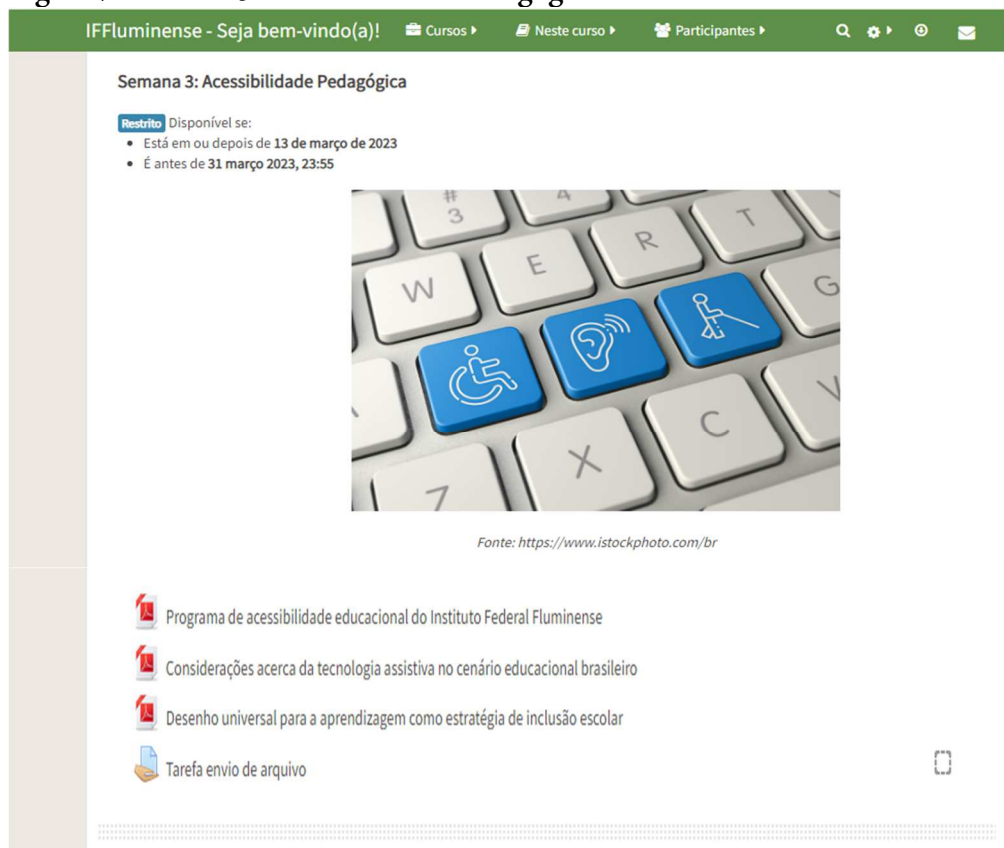 IFFluminense - Seja bem-vindo(a)! Cursos Neste curso Participantes
Semana 3: Acessibilidade Pedagógica
Restrito Disponível se:
Está em ou depois de 13 de março de 2023
É antes de 31 março 2023, 23:55
# 3 4
W E R T
G
Z X C V
7
Fonte: https://www.istockphoto.com/br
Programa de acessibilidade educacional do Instituto Federal Fluminense
Considerações acerca da tecnologia assistiva no cenário educacional brasileiro
Desenho universal para a aprendizagem como estratégia de inclusão escolar
Tarefa envio de arquivo